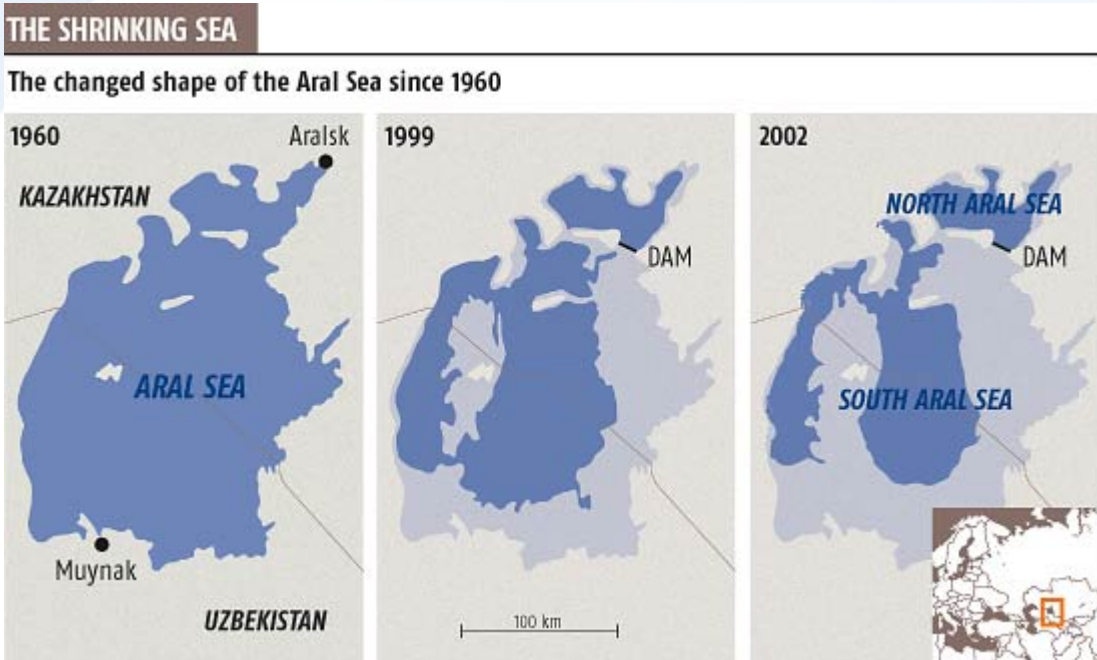 THE SHRINKING SEA
The changed shape of the Aral Sea since 1960
1960
Aralsk
KAZAKHSTAN
ARAL SEA
Muynak
UZBEKISTAN
1999
DAM
100 km
2002
NORTH ARAL SEA
DAM
SOUTH ARAL SEA